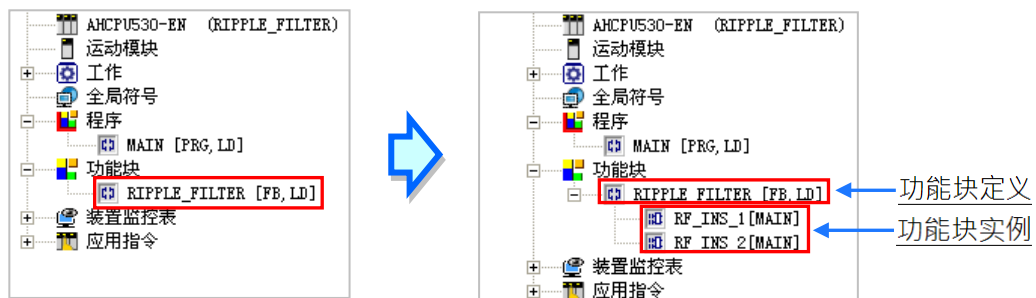 AHCPU530-EN (RIPPLE_FILTER)
运动模块
工作
全局符号
程序
MAIN [PRG,LD]
功能块
RIPPLE_FILTER [FB,LD]
装置监控表
应用指令
AHCPU530-EN (RIPPLE_FILTER)
运动模块
工作
全局符号
程序
MAIN [PRG,LD]
功能块
RIPPLE_FILTER [FB,LD]
RF_INS_1[MAIN]
RF_INS_2[MAIN]
装置监控表
应用指令
功能块定义
功能块实例